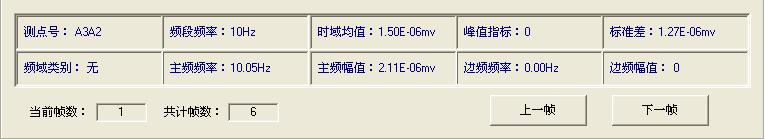 测点号： A3A2 频段频率：10Hz 时域均值：1.50E-06mv 峰值指标：0 标准差：1.27E-06mv
频域类别： 无 主频频率：10.05Hz 主频幅值：2.11E-06mv 边频频率：0.00Hz 边频幅值： 0
当前帧数： 1 共计帧数： 6 上一帧 下一帧